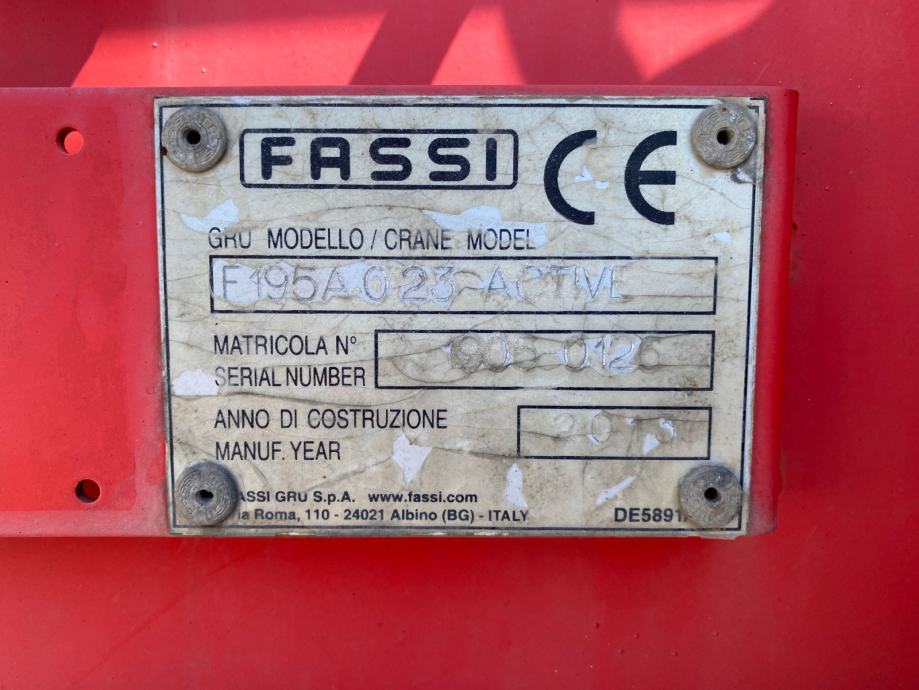 FASSI CE
GRU MODELLO / CRANE MODEL
F195A.0.23 ACTIVE
MATRICOLA N°
SERIAL NUMBER
ANNO DI COSTRUZIONE
MANUF. YEAR
FASSI GRU S.p.A. www.fassi.com
Roma, 110 - 24021 Albino (BG) - ITALY